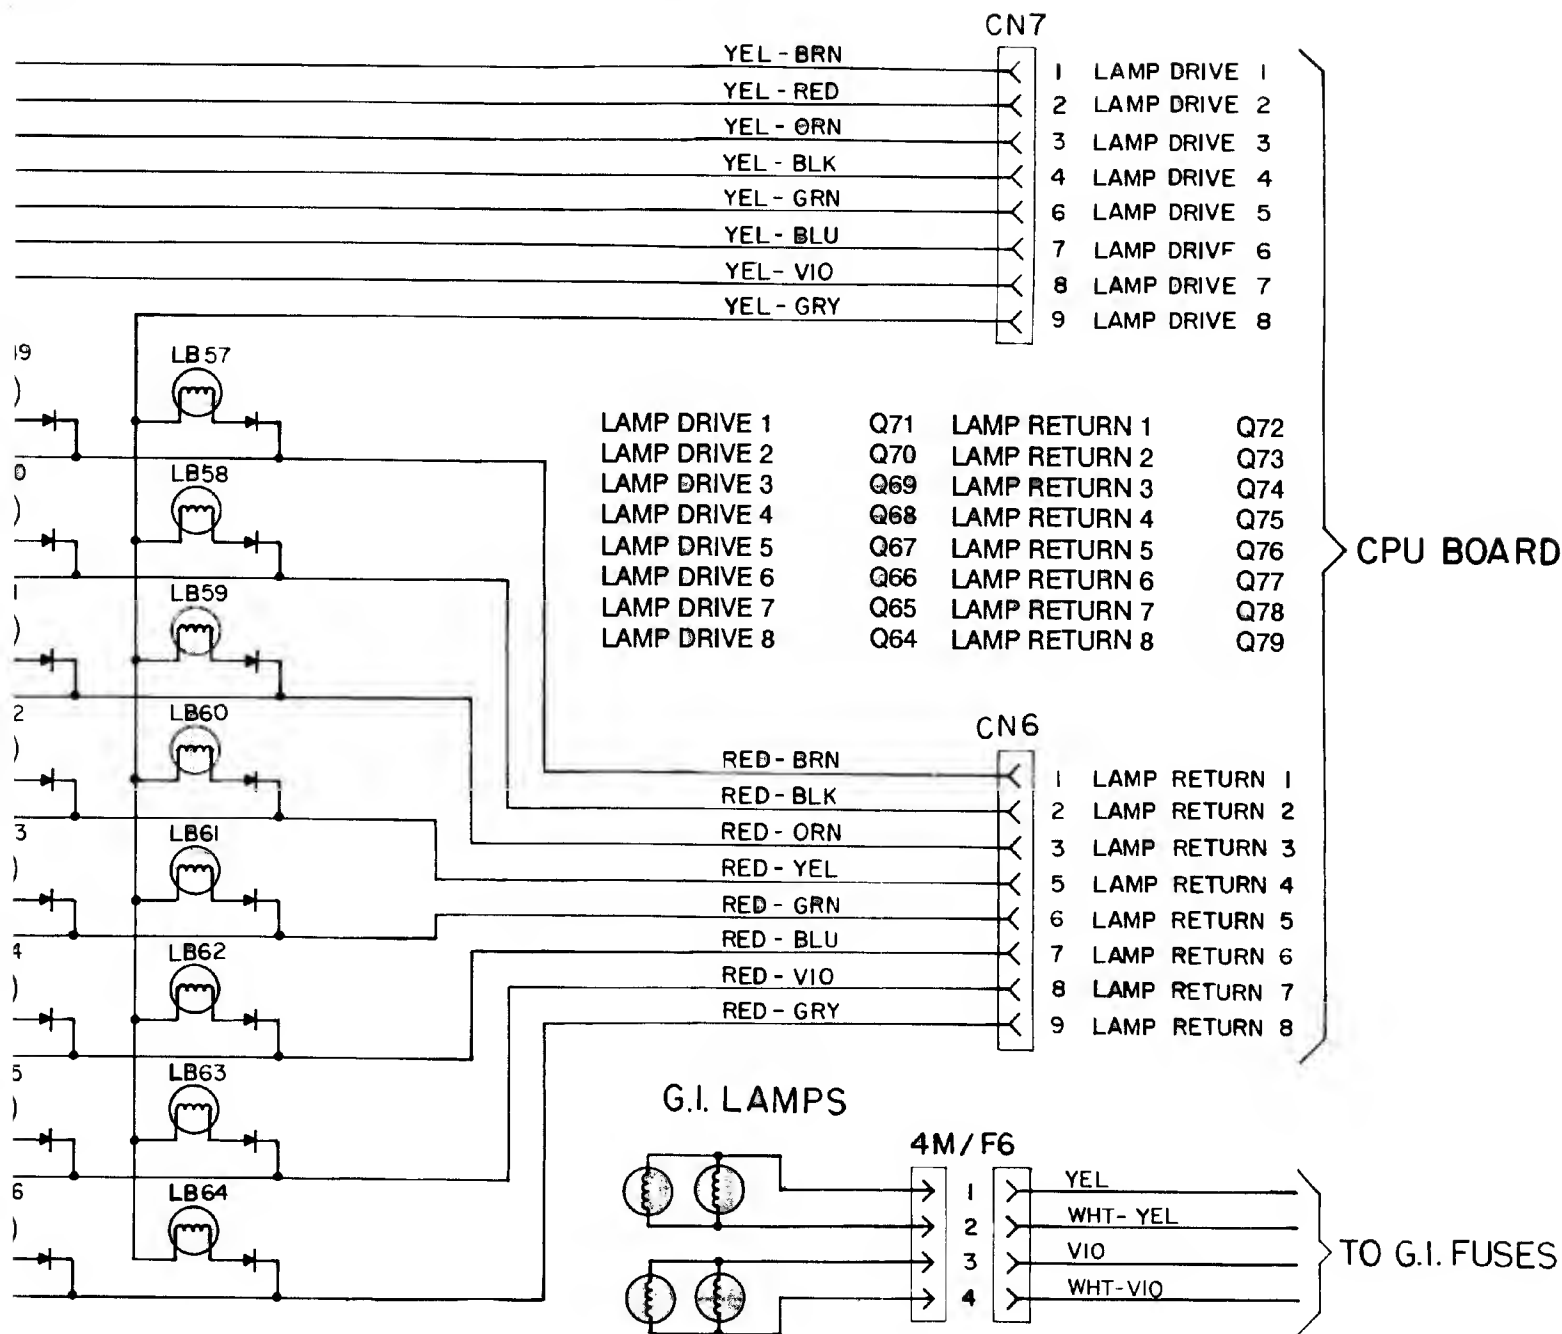 CN7
YEL-BRN 1 LAMP DRIVE 1
YEL-RED 2 LAMP DRIVE 2
YEL-ORN 3 LAMP DRIVE 3
YEL-BLK 4 LAMP DRIVE 4
YEL-GRN 6 LAMP DRIVE 5
YEL-BLU 7 LAMP DRIVE 6
YEL-VIO 8 LAMP DRIVE 7
YEL-GRY 9 LAMP DRIVE 8
LB57
LB58
LB59
LB60
LB61
LB62
LB63
LB64
LAMP DRIVE 1 Q71 LAMP RETURN 1 Q72
LAMP DRIVE 2 Q70 LAMP RETURN 2 Q73
LAMP DRIVE 3 Q69 LAMP RETURN 3 Q74
LAMP DRIVE 4 Q68 LAMP RETURN 4 Q75
LAMP DRIVE 5 Q67 LAMP RETURN 5 Q76
LAMP DRIVE 6 Q66 LAMP RETURN 6 Q77
LAMP DRIVE 7 Q65 LAMP RETURN 7 Q78
LAMP DRIVE 8 Q64 LAMP RETURN 8 Q79
CPU BOARD
CN6
RED-BRN 1 LAMP RETURN 1
RED-BLK 2 LAMP RETURN 2
RED-ORN 3 LAMP RETURN 3
RED-YEL 5 LAMP RETURN 4
RED-GRN 6 LAMP RETURN 5
RED-BLU 7 LAMP RETURN 6
RED-VIO 8 LAMP RETURN 7
RED-GRY 9 LAMP RETURN 8
G.I. LAMPS
4M/F6
1 YEL
2 WHT-YEL
3 VIO
4 WHT-VIO
TO G.I. FUSES